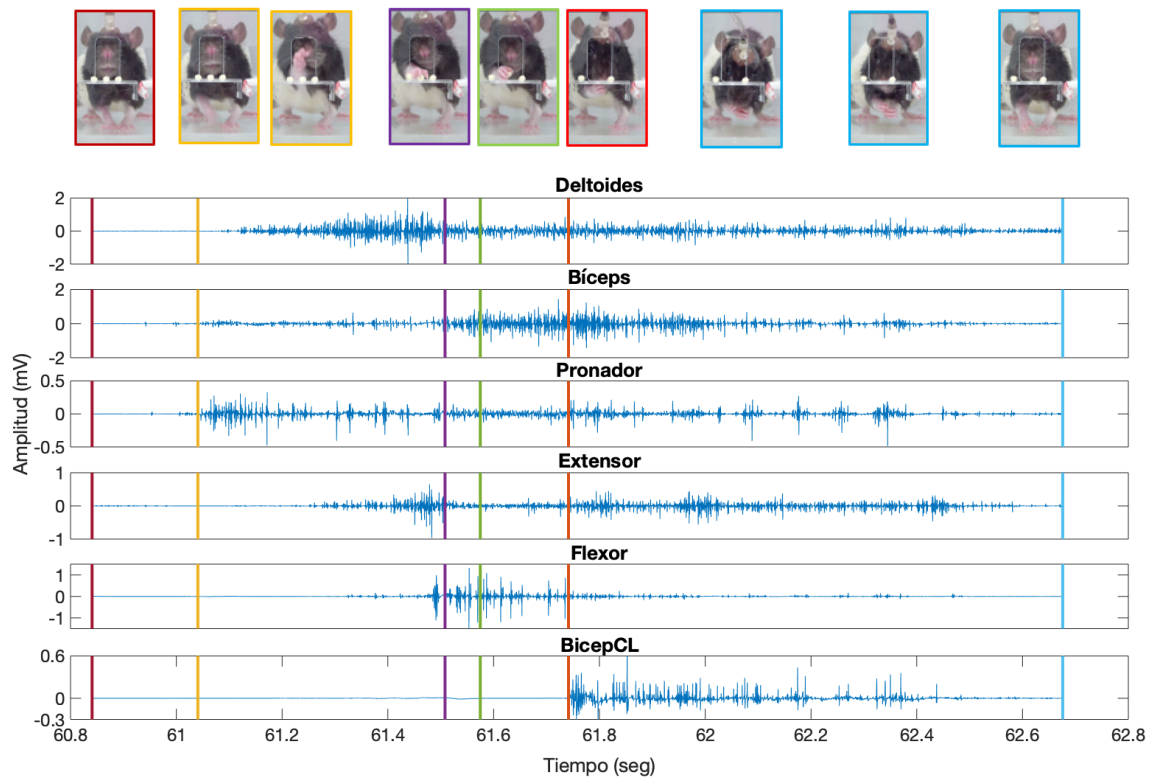 Deltoides
2
0
-2
Bíceps
2
0
-2
Pronador
0.5
0
-0.5
Extensor
1
0
-1
Flexor
1
0
-1
BicepCL
0.6
0
-0.3
Amplitud (mV)
60.8 61 61.2 61.4 61.6 61.8 62 62.2 62.4 62.6 62.8
Tiempo (seg)